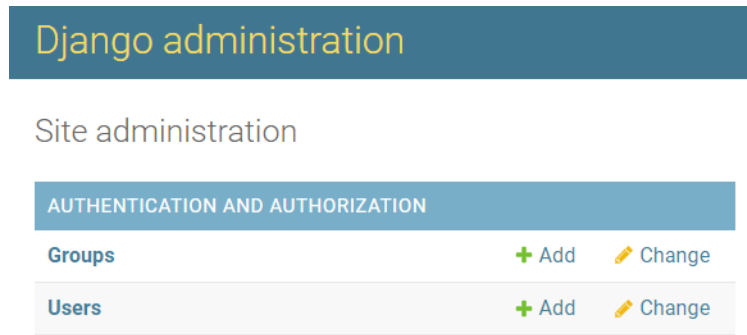 Django administration
Site administration
AUTHENTICATION AND AUTHORIZATION
Groups Add Change
Users Add Change